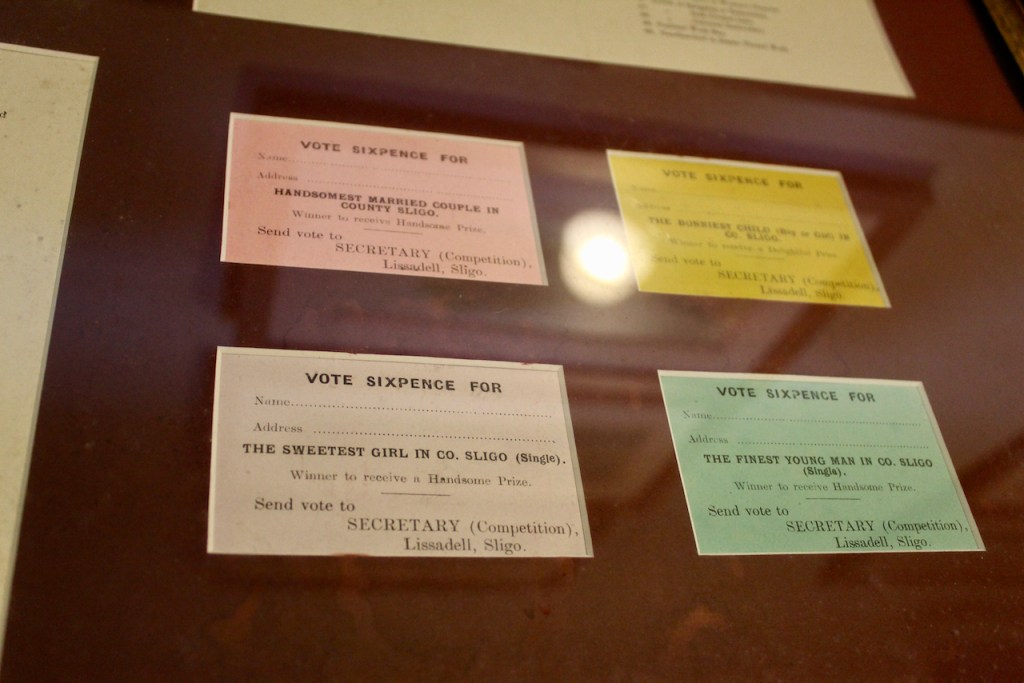 VOTE SIXPENCE FOR
Name
Address
HANDSOMEST MARRIED COUPLE IN
COUNTY SLIGO.
Winner to receive Handsome Prize.
Send vote to
SECRETARY (Competition),
Lissadell, Sligo.
VOTE SIXPENCE FOR
Name
Address
THE BONNIEST CHILD (Boy or Girl) IN
CO. SLIGO.
Winner to receive a Prize
Send vote to
SECRETARY (Competition),
Lissadell, Sligo.
VOTE SIXPENCE FOR
Name
Address
THE SWEETEST GIRL IN CO. SLIGO (Single).
Winner to receive a Handsome Prize.
Send vote to
SECRETARY (Competition),
Lissadell, Sligo.
VOTE SIXPENCE FOR
Name
Address
THE FINEST YOUNG MAN IN CO. SLIGO
(Single).
Winner to receive Handsome Prize.
Send vote to
SECRETARY (Competition),
Lissadell, Sligo.